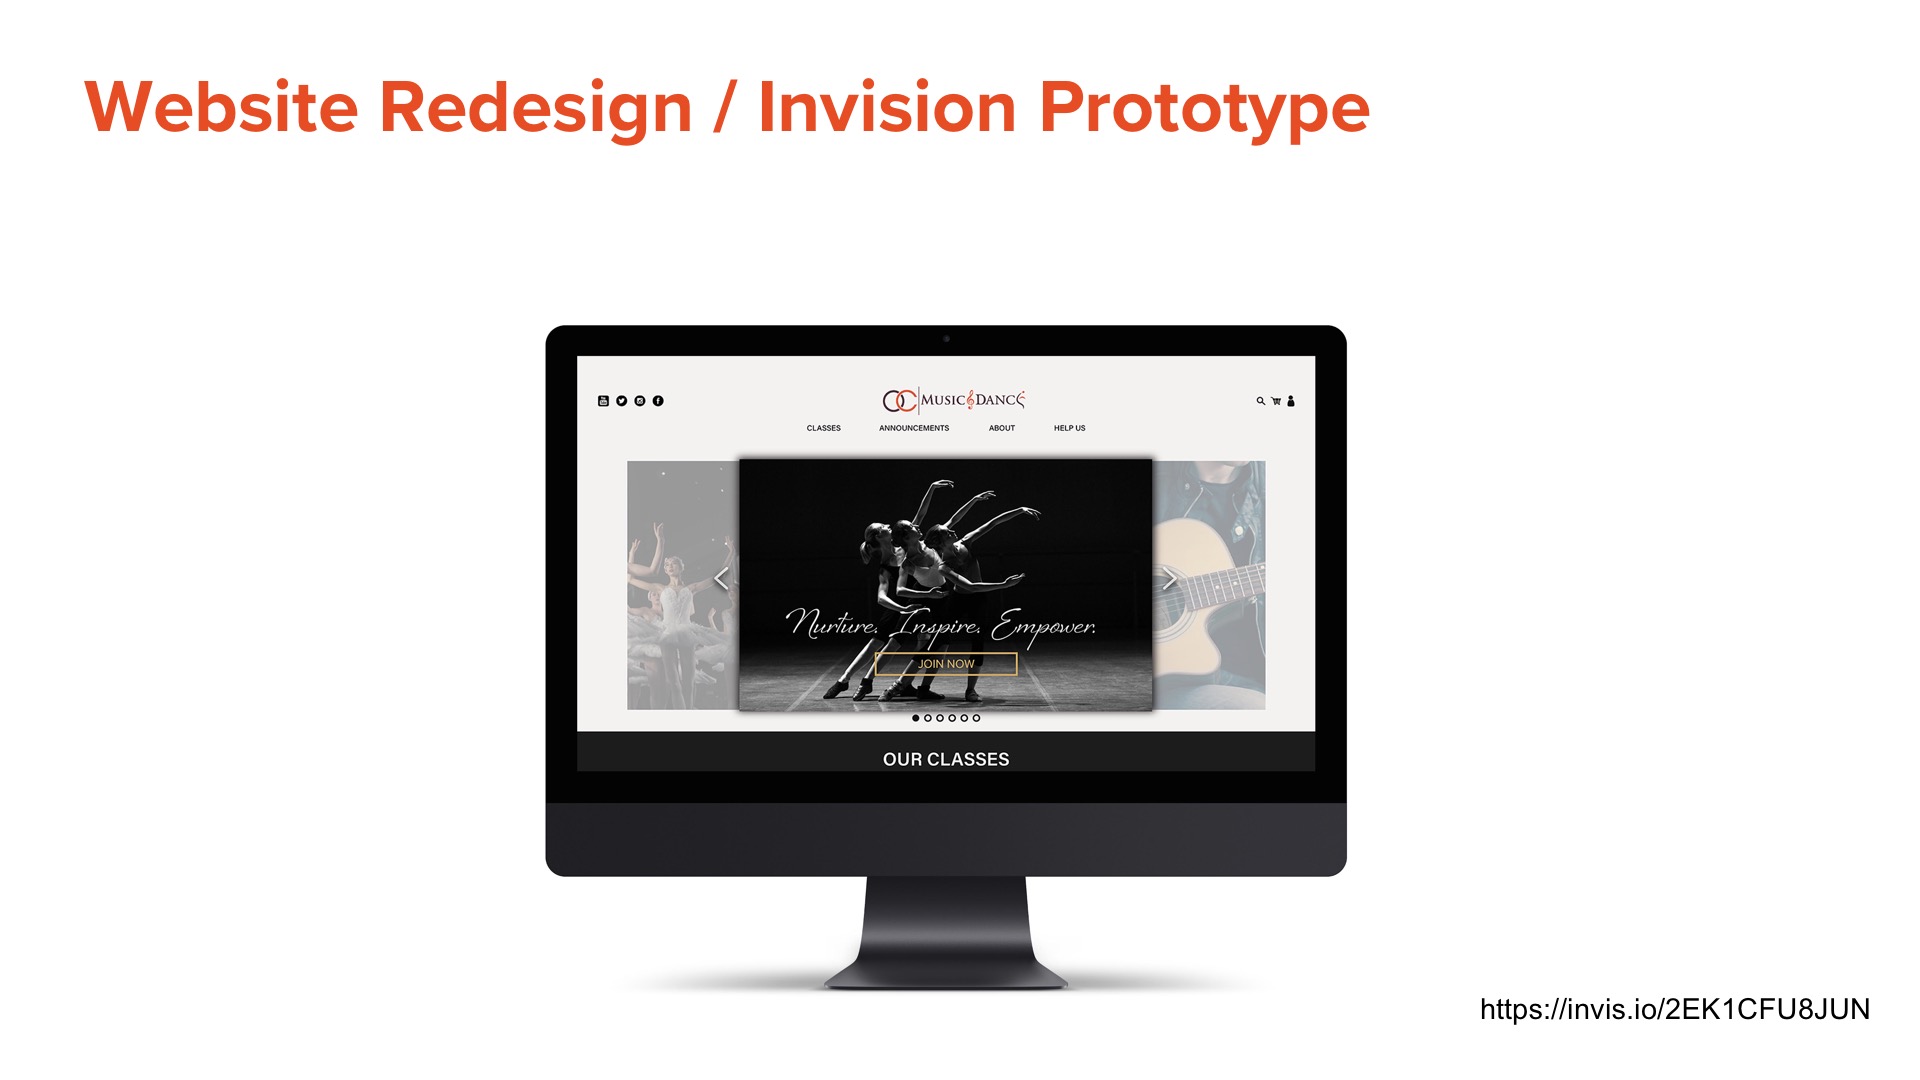 Website Redesign / Invision Prototype
OC MUSIC & DANCE
CLASSES ANNOUNCEMENTS ABOUT HELP US
Nurture. Inspire. Empower.
JOIN NOW
OUR CLASSES
https://invis.io/2EK1CFU8JUN